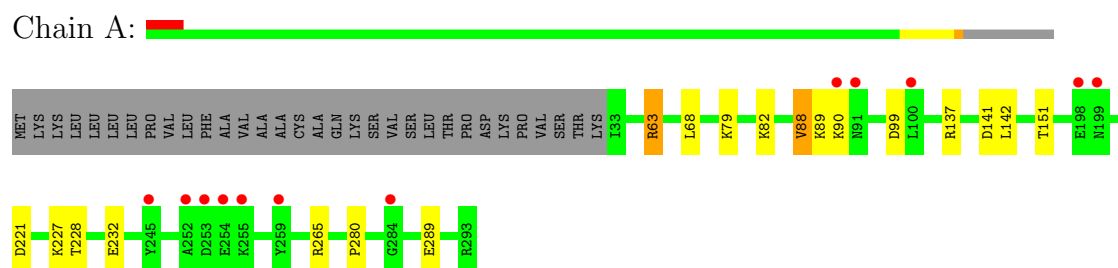 Chain A:
MET LYS LYS LEU LEU LEU LEU LEU PRO VAL LEU PHE ALA VAL ALA ALA CYS ALA GLN LYS SER VAL SER LEU THR PRO ASP LYS PRO VAL SER THR LYS I33 R63 L68 K79 K82 V88 K89 K90 N91 D99 L100 R137 D141 L142 T151 E198 N199
D221 K227 T228 E232 Y245 A252 D253 E254 K255 Y259 R265 P280 G284 E289 R293